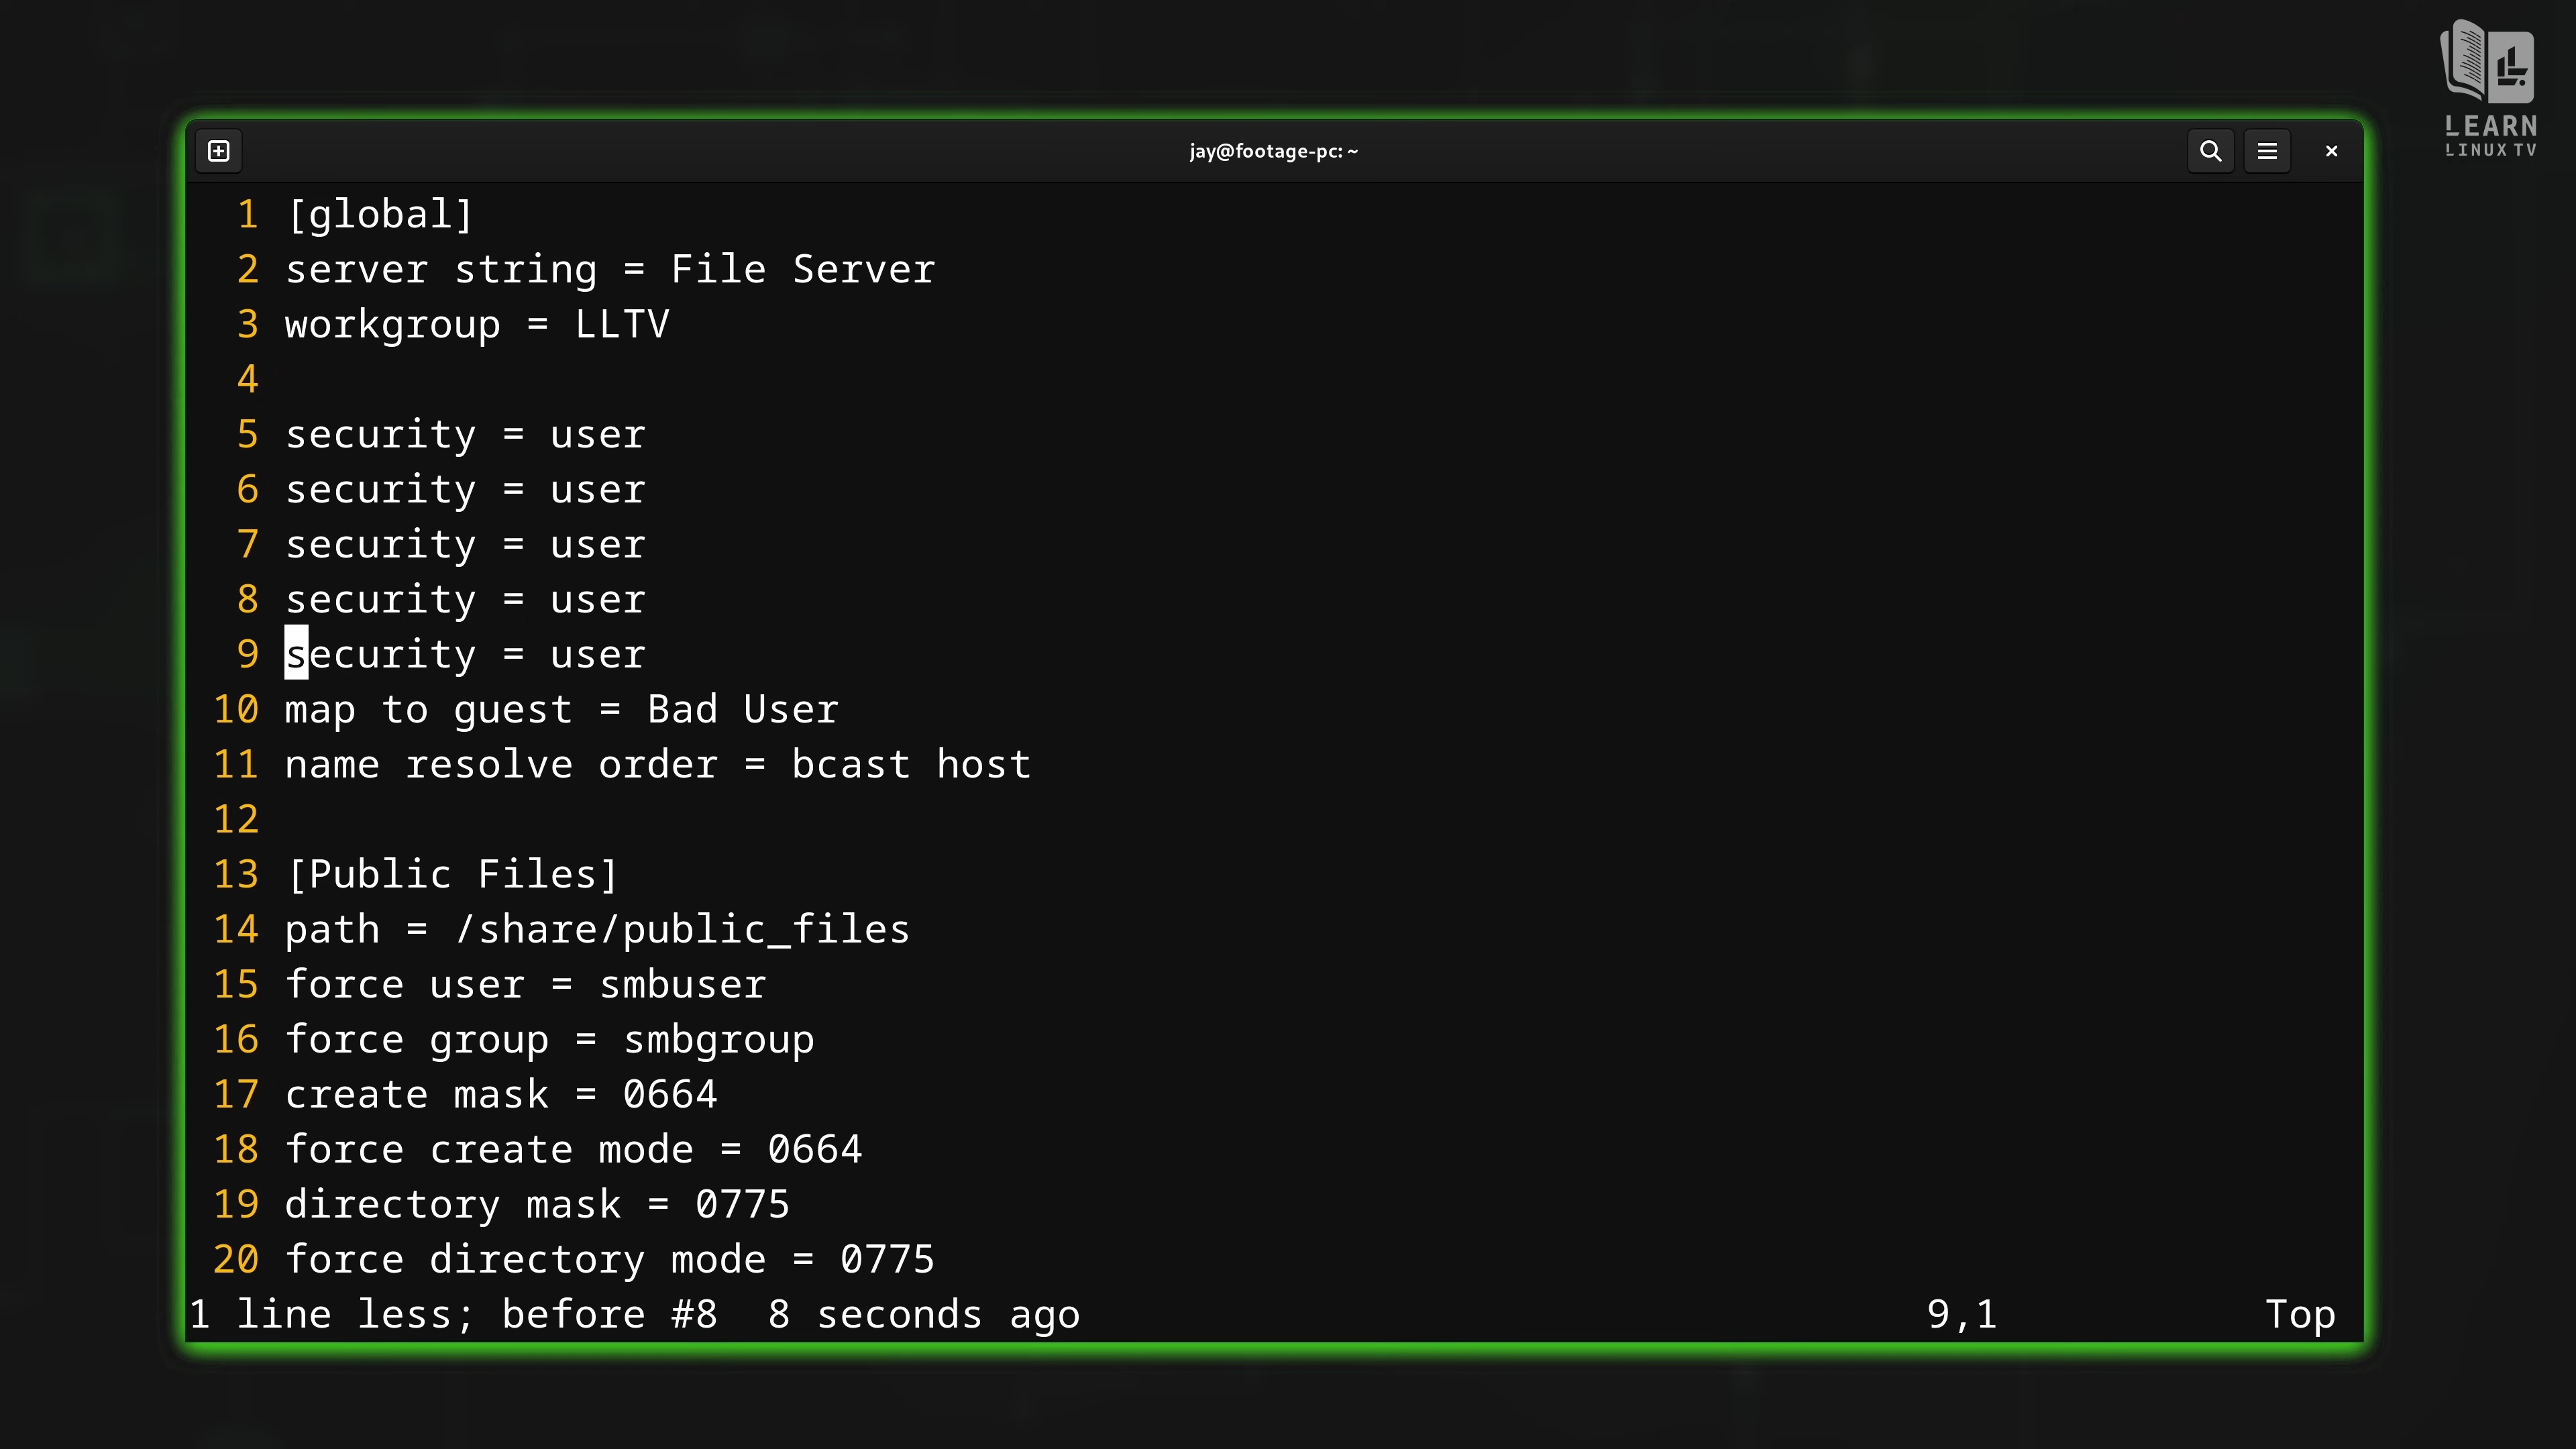 LEARN
LINUX TV
jay@footage-pc: ~
1 [global]
2 server string = File Server
3 workgroup = LLTV
4
5 security = user
6 security = user
7 security = user
8 security = user
9 security = user
10 map to guest = Bad User
11 name resolve order = bcast host
12
13 [Public Files]
14 path = /share/public_files
15 force user = smbuser
16 force group = smbgroup
17 create mask = 0664
18 force create mode = 0664
19 directory mask = 0775
20 force directory mode = 0775
1 line less; before #8  8 seconds ago 9,1 Top